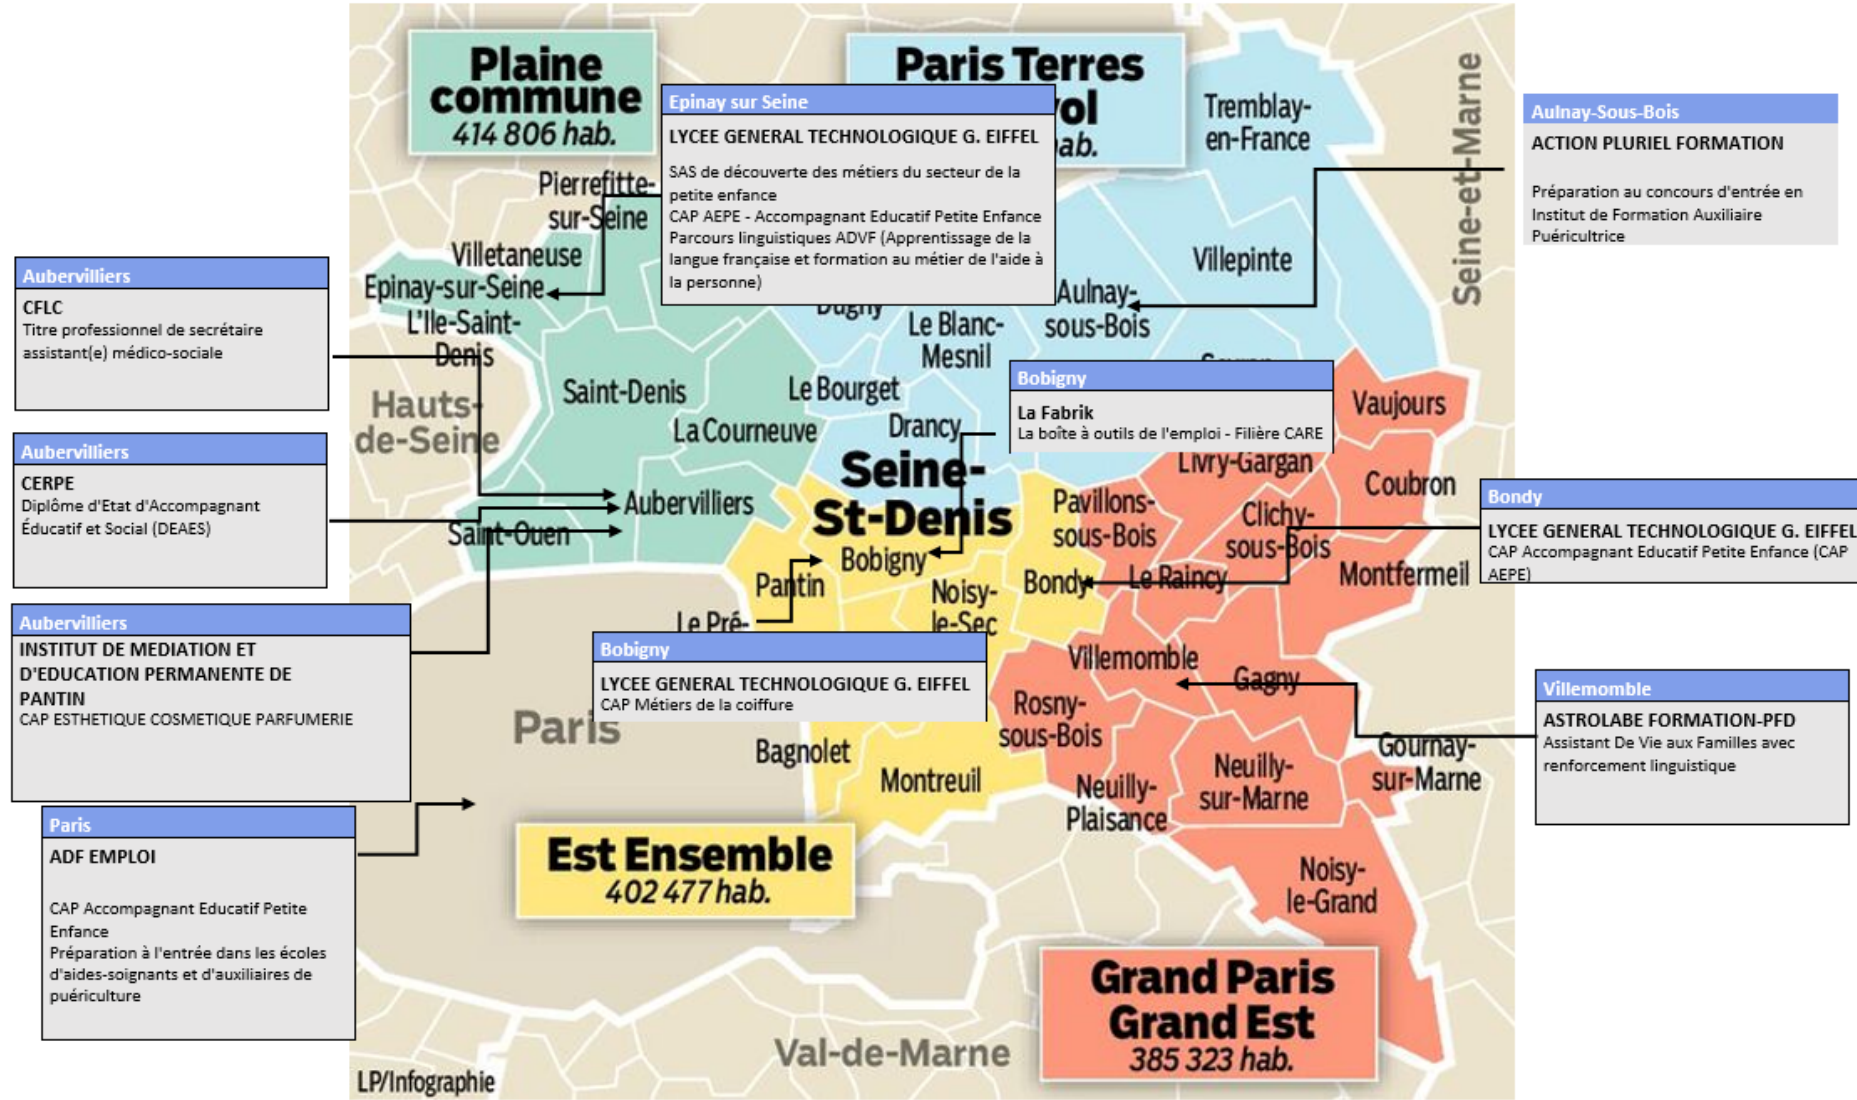 Plaine
commune
414 806 hab.
Paris Terres
vol
ab.
Epinay sur Seine
LYCEE GENERAL TECHNOLOGIQUE G. EIFFEL
SAS de découverte des métiers du secteur de la
petite enfance
CAP AEPE - Accompagnant Educatif Petite Enfance
Parcours linguistiques ADVF (Apprentissage de la
langue française et formation au métier de l'aide à
la personne)
Tremblay-
en-France
Seine-et-Marne
Aulnay-Sous-Bois
ACTION PLURIEL FORMATION
Préparation au concours d'entrée en
Institut de Formation Auxiliaire
Puéricultrice
Pierrefitte-
sur-Seine
Villetaneuse
Epinay-sur-Seine
L'Ile-Saint-
Denis
Villepinte
Aulnay-
sous-Bois
Dugny
Le Blanc-
Mesnil
Aubervilliers
CFLC
Titre professionnel de secrétaire
assistant(e) médico-sociale
Hauts-
de-Seine
Saint-Denis
Le Bourget
La Courneuve
Drancy
Bobigny
La Fabrik
La boîte à outils de l'emploi - Filière CARE
Vaujours
Livry-Gargan
Coubron
Aubervilliers
CERPE
Diplôme d'Etat d'Accompagnant
Éducatif et Social (DEAES)
Seine-
St-Denis
Aubervilliers
Saint-Ouen
Bobigny
Pantin
Noisy-
le-Sec
Bondy
Pavillons-
sous-Bois
Clichy-
sous-Bois
Le Raincy
Montfermeil
Bondy
LYCEE GENERAL TECHNOLOGIQUE G. EIFFEL
CAP Accompagnant Educatif Petite Enfance (CAP
AEPE)
Aubervilliers
INSTITUT DE MEDIATION ET
D'EDUCATION PERMANENTE DE
PANTIN
CAP ESTHETIQUE COSMETIQUE PARFUMERIE
Le Pré-
Bobigny
LYCEE GENERAL TECHNOLOGIQUE G. EIFFEL
CAP Métiers de la coiffure
Villemomble
Gagny
Rosny-
sous-Bois
Villemomble
ASTROLABE FORMATION-PFD
Assistant De Vie aux Familles avec
renforcement linguistique
Paris
Bagnolet
Montreuil
Neuilly-
Plaisance
Neuilly-
sur-Marne
Gournay-
sur-Marne
Paris
ADF EMPLOI
CAP Accompagnant Educatif Petite
Enfance
Préparation à l'entrée dans les écoles
d'aides-soignants et d'auxiliaires de
puériculture
Est Ensemble
402 477 hab.
Noisy-
le-Grand
Grand Paris
Grand Est
385 323 hab.
Val-de-Marne
LP/Infographie